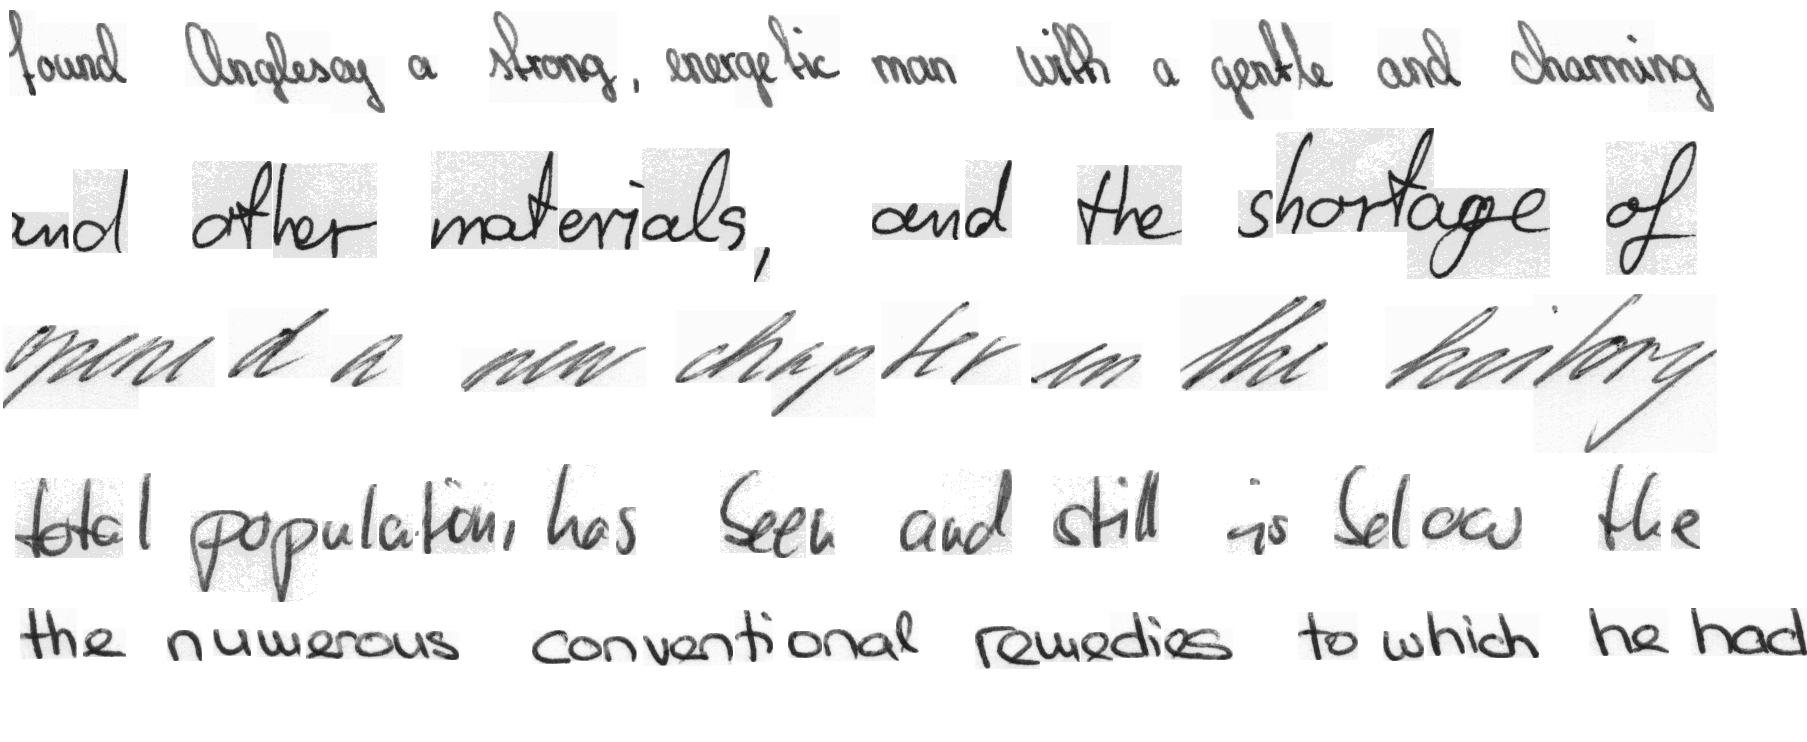 found Anglesay a strong, energetic man with a gentle and charming
and other materials, and the shortage of
opened a new chapter in the history
total population, has been and still is below the
the numerous conventional remedies to which he had